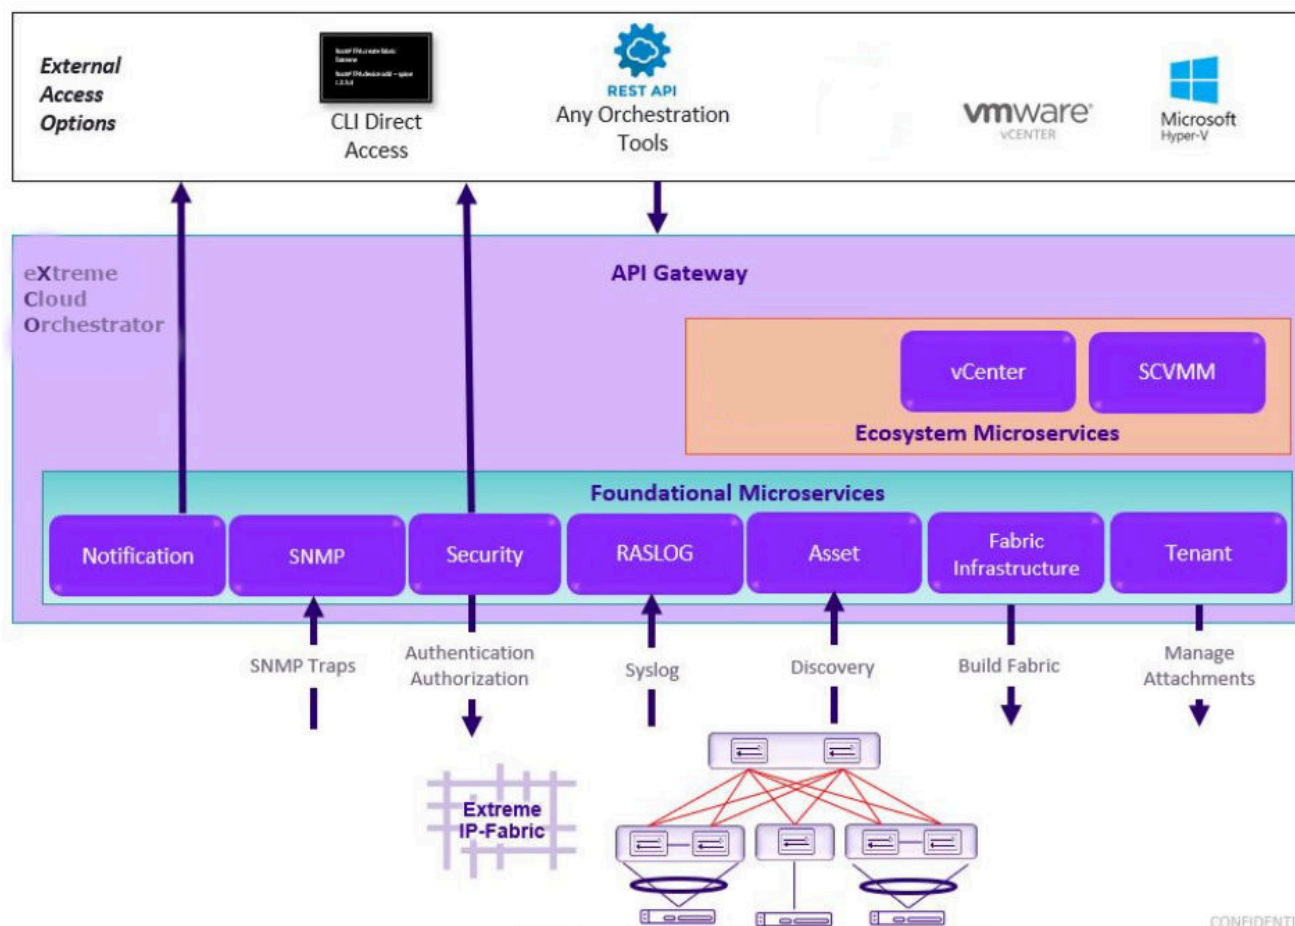 External
Access
Options
CLI Direct
Access
REST API
Any Orchestration
Tools
vmware®
vCENTER
Microsoft
Hyper-V
eXtreme
Cloud
Orchestrator
API Gateway
vCenter
SCVMM
Ecosystem Microservices
Foundational Microservices
Notification
SNMP
Security
RASLOG
Asset
Fabric
Infrastructure
Tenant
SNMP Traps
Authentication
Authorization
Syslog
Discovery
Build Fabric
Manage
Attachments
Extreme
IP-Fabric